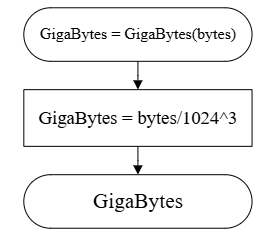 GigaBytes = GigaBytes(bytes)
GigaBytes = bytes/1024^3
GigaBytes